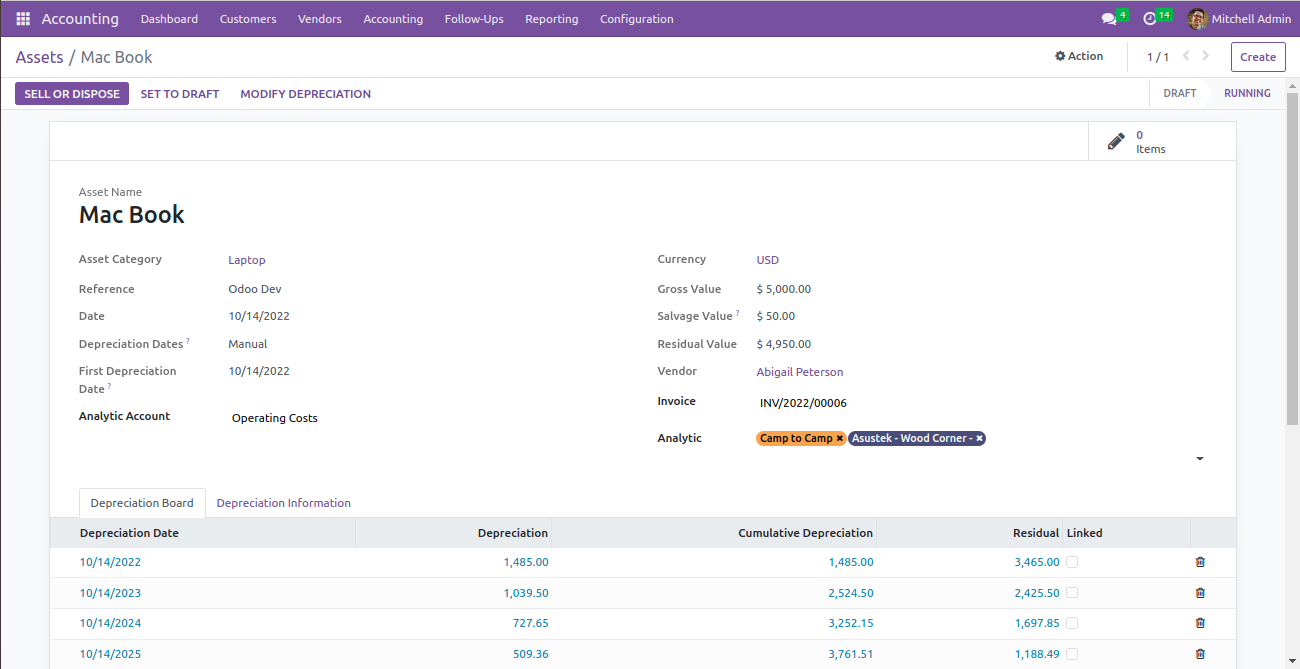 Accounting Dashboard Customers Vendors Accounting Follow-Ups Reporting Configuration 4 14 Mitchell Admin
Assets / Mac Book Action 1 / 1 Create
SELL OR DISPOSE SET TO DRAFT MODIFY DEPRECIATION DRAFT RUNNING
0
Items
Asset Name
Mac Book
Asset Category Laptop Currency USD
Reference Odoo Dev Gross Value $ 5,000.00
Date 10/14/2022 Salvage Value ? $ 50.00
Depreciation Dates ? Manual Residual Value $ 4,950.00
First Depreciation 10/14/2022 Vendor Abigail Peterson
Date ?
Invoice INV/2022/00006
Analytic Account Operating Costs
Analytic Camp to Camp × Asustek - Wood Corner - ×
Depreciation Board Depreciation Information
Depreciation Date Depreciation Cumulative Depreciation Residual Linked
10/14/2022 1,485.00 1,485.00 3,465.00
10/14/2023 1,039.50 2,524.50 2,425.50
10/14/2024 727.65 3,252.15 1,697.85
10/14/2025 509.36 3,761.51 1,188.49